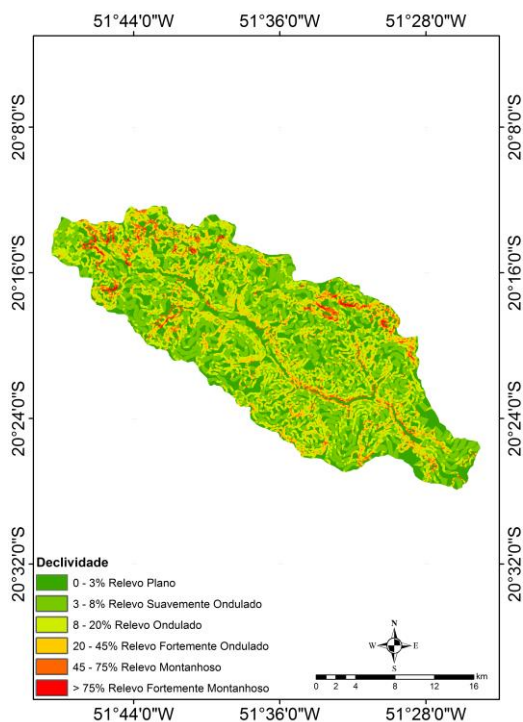 51°44'0"W 51°36'0"W 51°28'0"W
20°8'0"S 20°8'0"S
20°16'0"S 20°16'0"S
20°24'0"S 20°24'0"S
20°32'0"S 20°32'0"S
Declividade
0 - 3% Relevo Plano
3 - 8% Relevo Suavemente Ondulado
8 - 20% Relevo Ondulado
20 - 45% Relevo Fortemente Ondulado
45 - 75% Relevo Montanhoso
> 75% Relevo Fortemente Montanhoso
N
W E
S
km
0 2 4 8 12 16
51°44'0"W 51°36'0"W 51°28'0"W